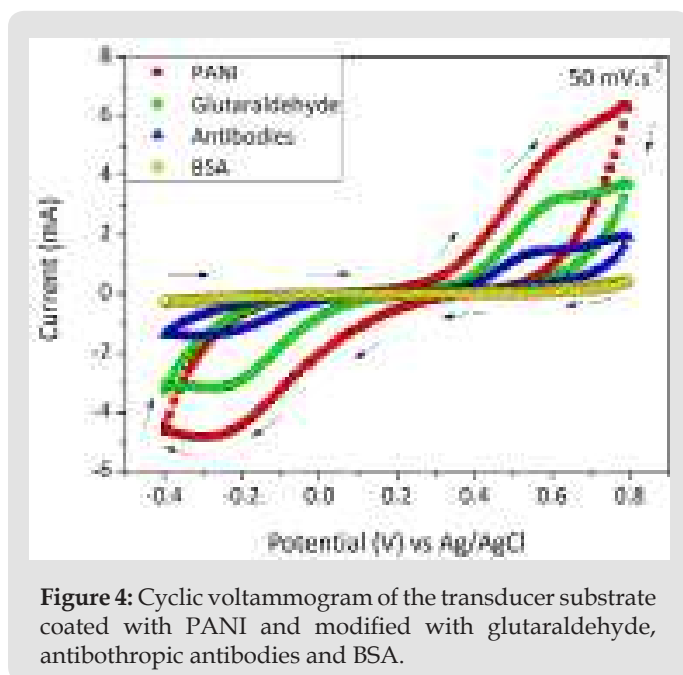 8
6
4
2
0
-2
-4
-6
Current (mA)
PANI
Glutaraldehyde
Antibodies
BSA
50 mV.s⁻¹
-0.4 -0.2 0.0 0.2 0.4 0.6 0.8
Potential (V) vs Ag/AgCl
Figure 4: Cyclic voltammogram of the transducer substrate
coated with PANI and modified with glutaraldehyde,
antibothropic antibodies and BSA.